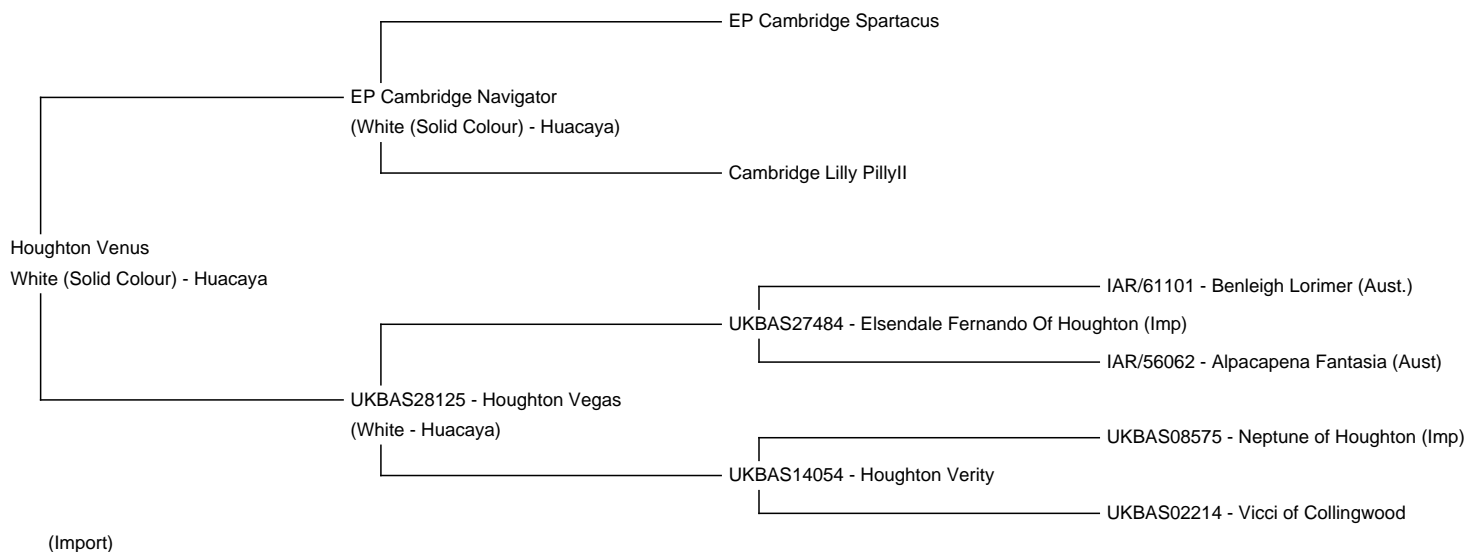 EP Cambridge Spartacus
EP Cambridge Navigator
(White (Solid Colour) - Huacaya)
Cambridge Lilly PillyII
Houghton Venus
White (Solid Colour) - Huacaya
IAR/61101 - Benleigh Lorimer (Aust.)
UKBAS27484 - Elsendale Fernando Of Houghton (Imp)
IAR/56062 - Alpacapena Fantasia (Aust)
UKBAS28125 - Houghton Vegas
(White - Huacaya)
UKBAS08575 - Neptune of Houghton (Imp)
UKBAS14054 - Houghton Verity
UKBAS02214 - Vicci of Collingwood
(Import)